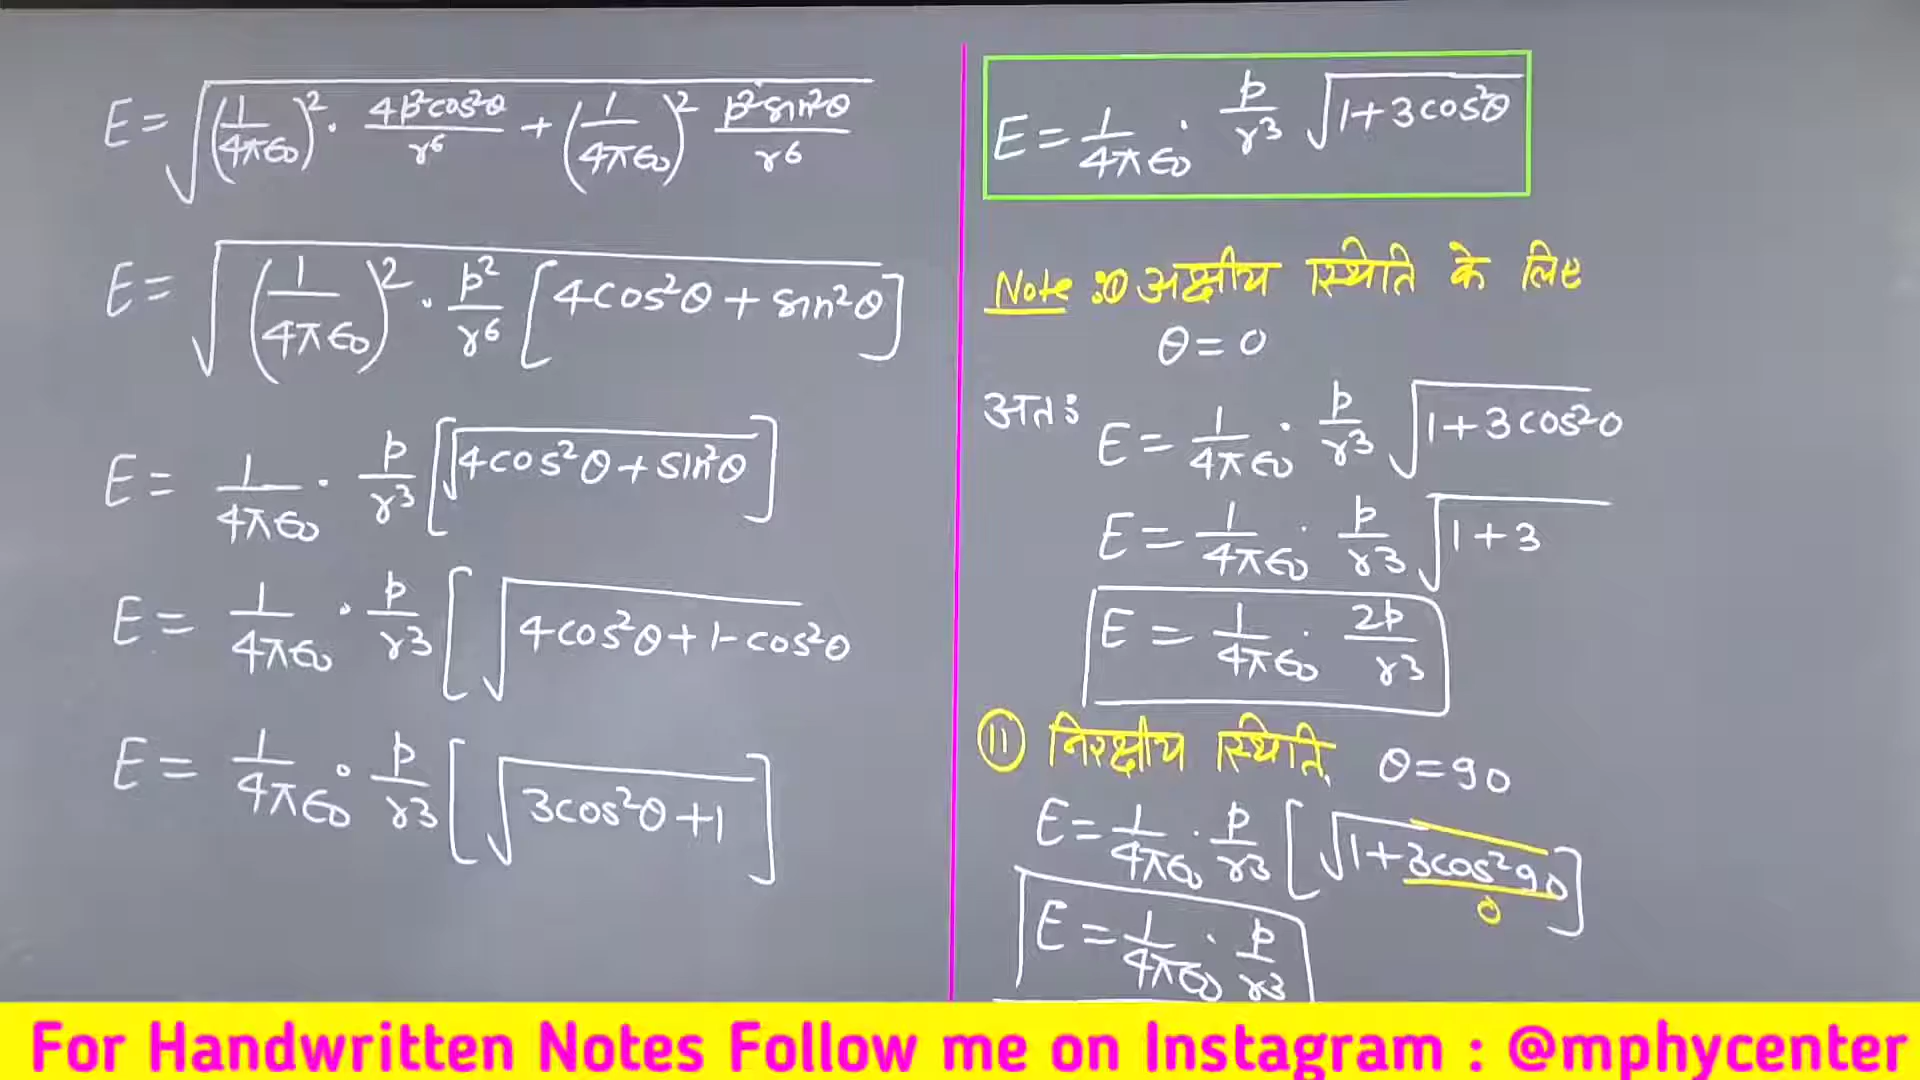 E = √((1/4πε₀)² · 4p²cos²θ/r⁶ + (1/4πε₀)² p²sin²θ/r⁶)
E = √((1/4πε₀)² · p²/r⁶ [4cos²θ + sin²θ])
E = 1/4πε₀ · p/r³ [√(4cos²θ + sin²θ)]
E = 1/4πε₀ · p/r³ [√(4cos²θ + 1 - cos²θ)
E = 1/4πε₀ · p/r³ [√(3cos²θ + 1)]
E = 1/4πε₀ · p/r³ √(1 + 3cos²θ)
Note :① अक्षीय स्थिति के लिए
θ = 0
अतः E = 1/4πε₀ · p/r³ √(1 + 3cos²0)
E = 1/4πε₀ · p/r³ √(1 + 3)
E = 1/4πε₀ · 2p/r³
⑪ निरक्षीय स्थिति, θ = 90
E = 1/4πε₀ · p/r³ [√(1 + 3cos²90)]
0
E = 1/4πε₀ · p/r³
For Handwritten Notes Follow me on Instagram : @mphycenter